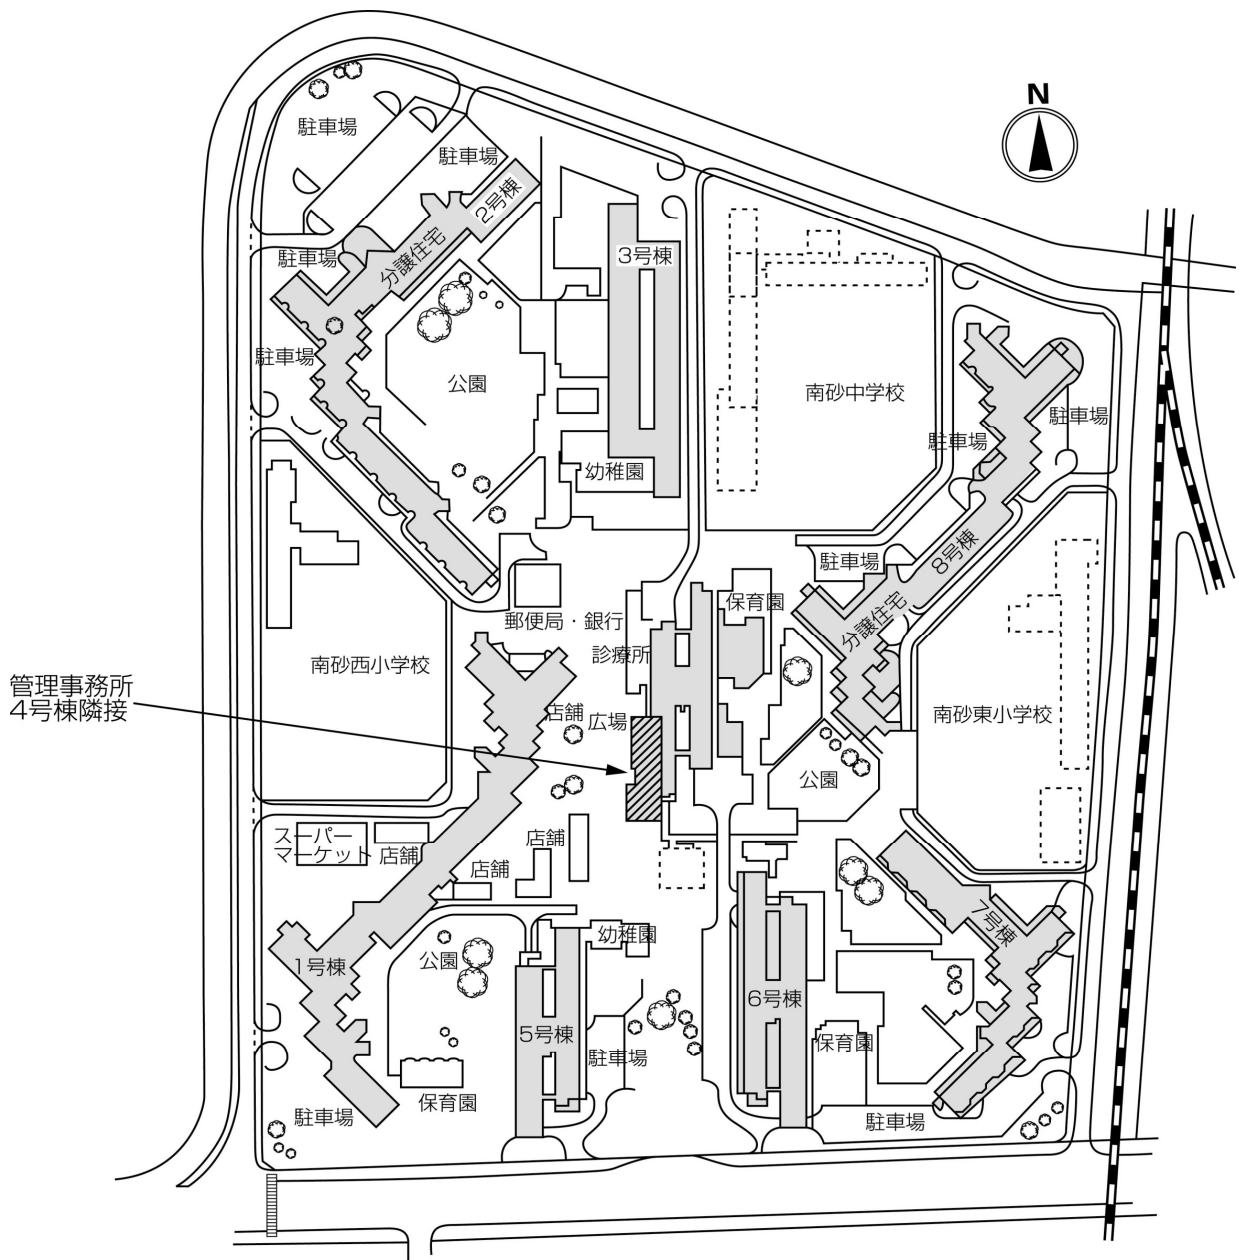 N
駐車場
駐車場
2号棟
分譲住宅
駐車場
3号棟
駐車場
公園
南砂中学校
駐車場
駐車場
幼稚園
8号棟
分譲住宅
駐車場
保育園
郵便局・銀行
診療所
南砂西小学校
管理事務所
4号棟隣接
店舗
広場
南砂東小学校
公園
スーパー
マーケット
店舗
店舗
店舗
7号棟
幼稚園
公園
1号棟
6号棟
5号棟
保育園
駐車場
保育園
駐車場
駐車場